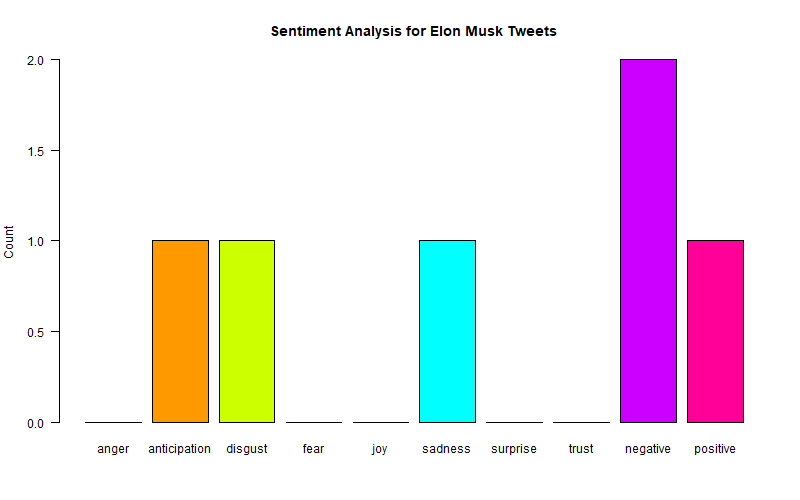 Sentiment Analysis for Elon Musk Tweets
2.0
1.5
1.0
0.5
0.0
Count
anger anticipation disgust fear joy sadness surprise trust negative positive